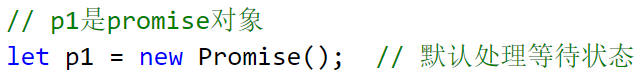 // p1是promise对象
let p1 = new Promise();  // 默认处理等待状态